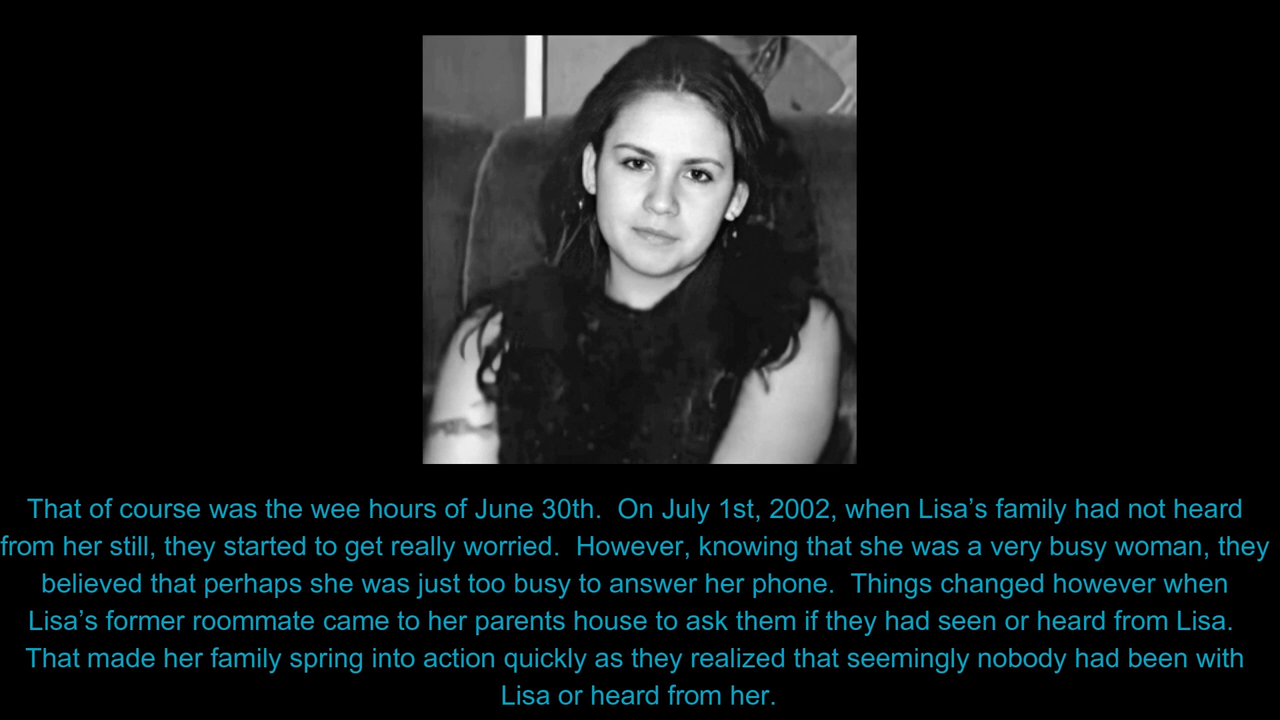 That of course was the wee hours of June 30th.  On July 1st, 2002, when Lisa’s family had not heard
from her still, they started to get really worried.  However, knowing that she was a very busy woman, they
believed that perhaps she was just too busy to answer her phone.  Things changed however when
Lisa’s former roommate came to her parents house to ask them if they had seen or heard from Lisa.
That made her family spring into action quickly as they realized that seemingly nobody had been with
Lisa or heard from her.